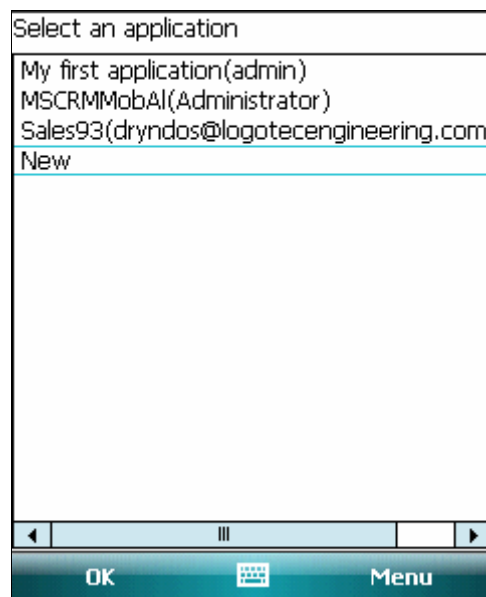 Select an application
My first application(admin)
MSCRMMobAl(Administrator)
Sales93(dryndos@logotecengineering.com
New
OK
Menu